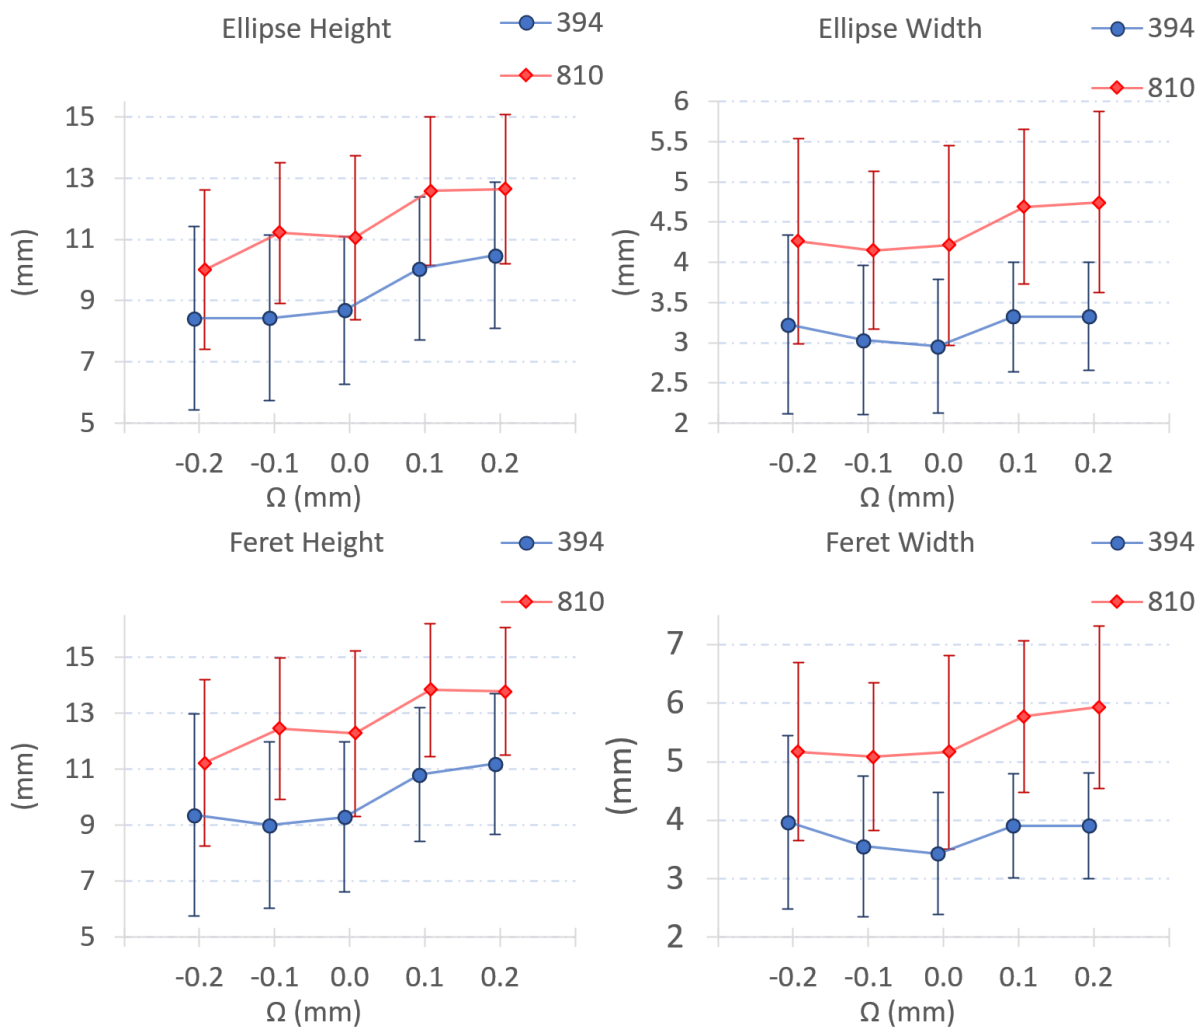 Ellipse Height
394
810
15
13
11
9
7
5
(mm)
-0.2 -0.1 0.0 0.1 0.2
Ω (mm)
Ellipse Width
394
810
6
5.5
5
4.5
4
3.5
3
2.5
2
(mm)
-0.2 -0.1 0.0 0.1 0.2
Ω (mm)
Feret Height
394
810
15
13
11
9
7
5
(mm)
-0.2 -0.1 0.0 0.1 0.2
Ω (mm)
Feret Width
394
810
7
6
5
4
3
2
(mm)
-0.2 -0.1 0.0 0.1 0.2
Ω (mm)